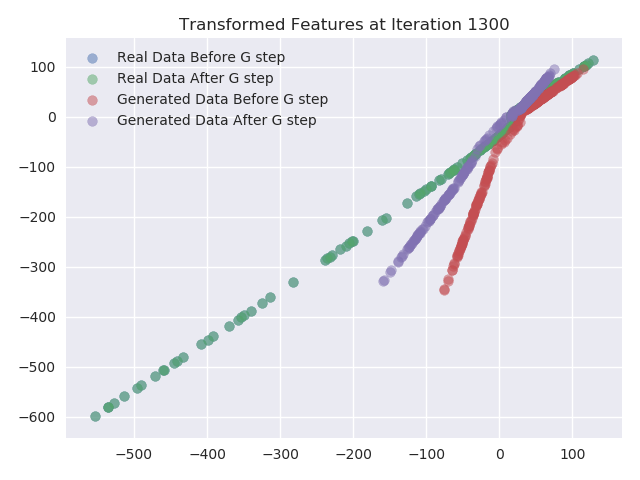 Transformed Features at Iteration 1300
Real Data Before G step
Real Data After G step
Generated Data Before G step
Generated Data After G step
100
0
−100
−200
−300
−400
−500
−600
−500 −400 −300 −200 −100 0 100